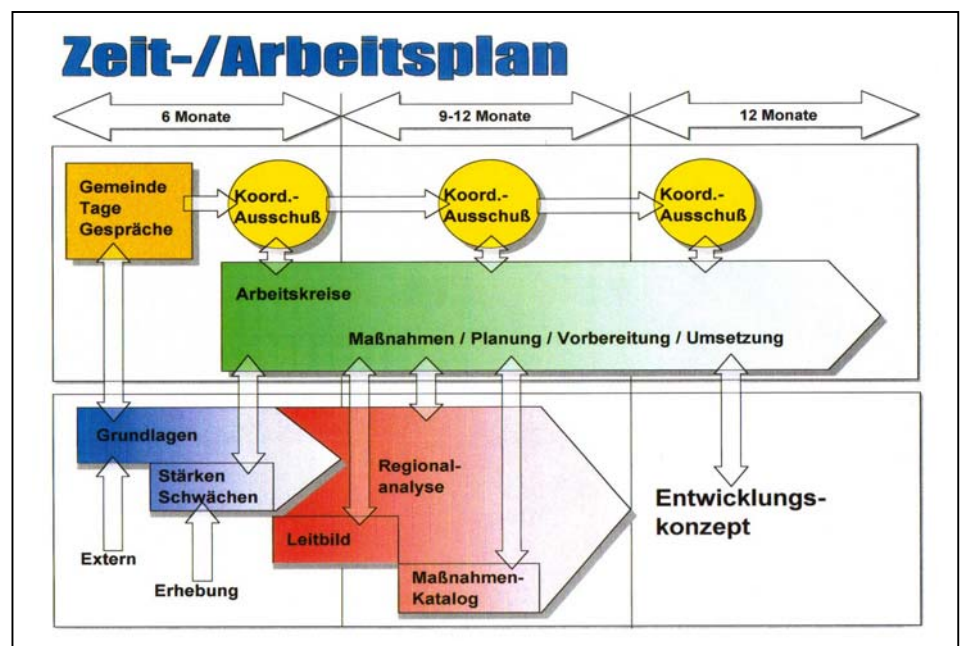 Zeit-/Arbeitsplan
6 Monate
9-12 Monate
12 Monate
Gemeinde
Tage
Gespräche
Koord.-
Ausschuß
Koord.-
Ausschuß
Koord.-
Ausschuß
Arbeitskreise
Maßnahmen / Planung / Vorbereitung / Umsetzung
Grundlagen
Stärken
Schwächen
Extern
Erhebung
Regional-
analyse
Leitbild
Maßnahmen-
Katalog
Entwicklungs-
konzept